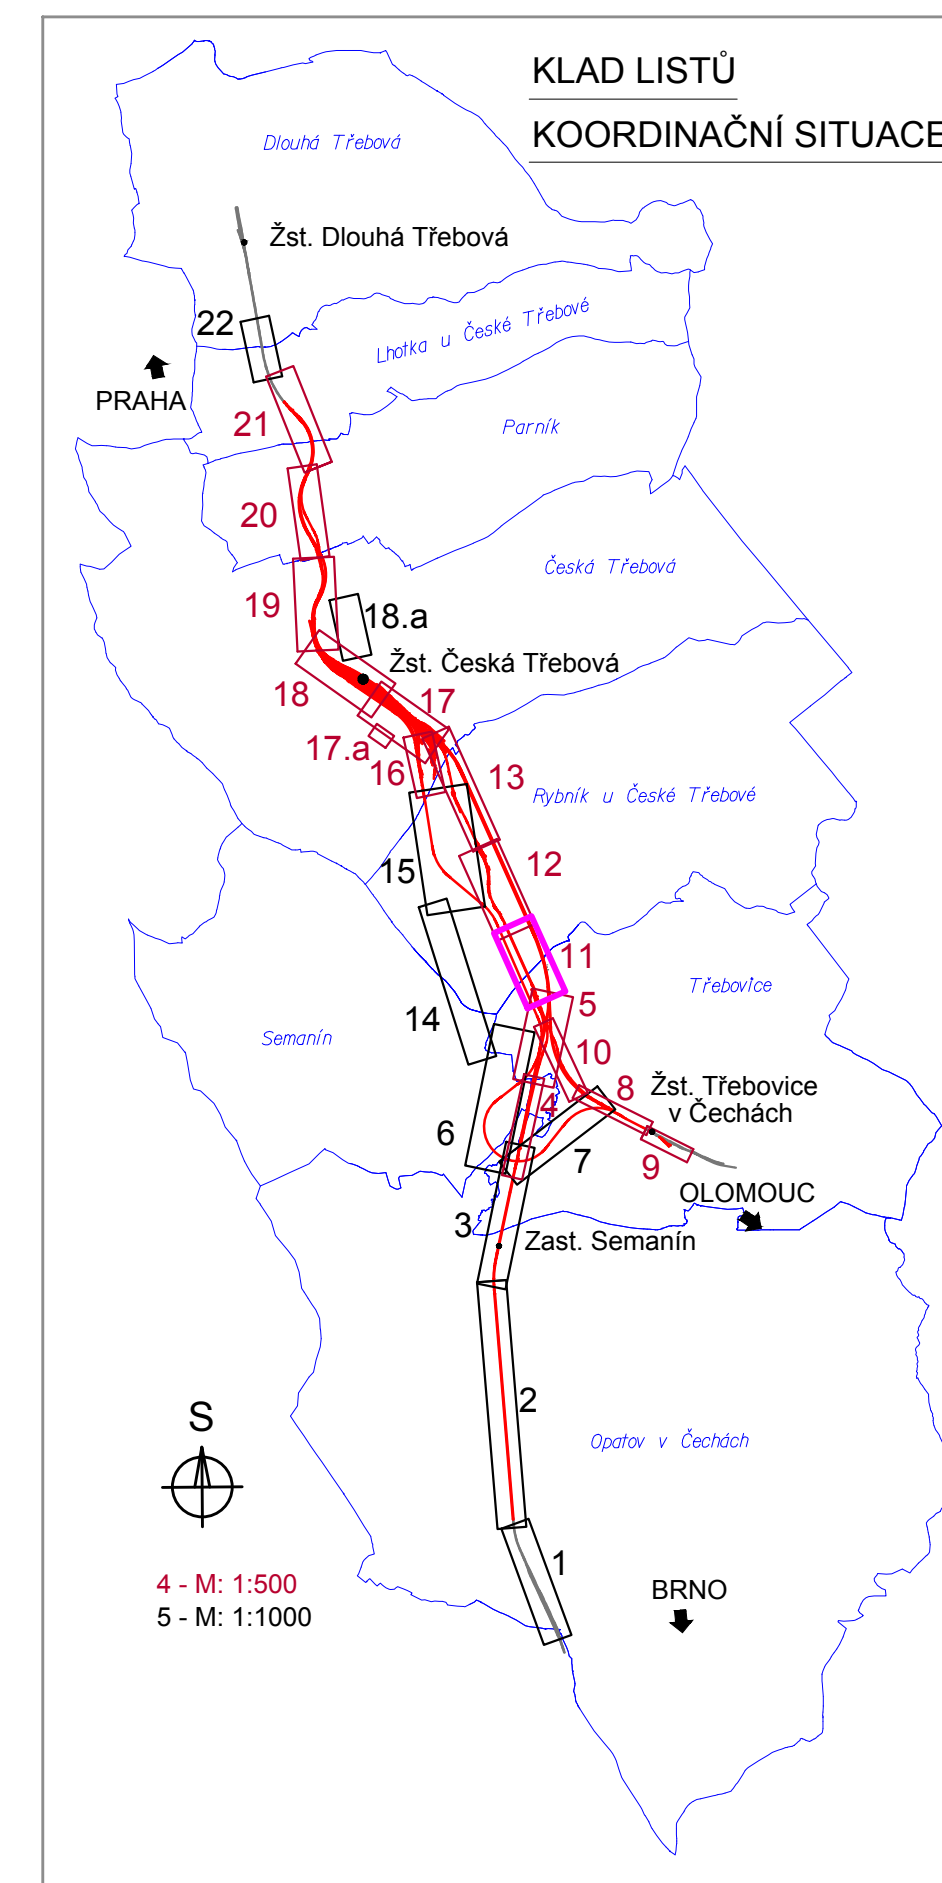 KLAD LISTŮ
KOORDINAČNÍ SITUACE
Dlouhá Třebová
Žst. Dlouhá Třebová
22
Lhotka u České Třebové
PRAHA
21
Parník
20
Česká Třebová
19
18.a
Žst. Česká Třebová
18
17
17.a
16
13
Rybník u České Třebové
15
12
11
Třebovice
5
14
Semanín
10
8
Žst. Třebovice
v Čechách
4
6
7
9
OLOMOUC
3
Zast. Semanín
2
S
Opatov v Čechách
1
4 - M: 1:500
5 - M: 1:1000
BRNO